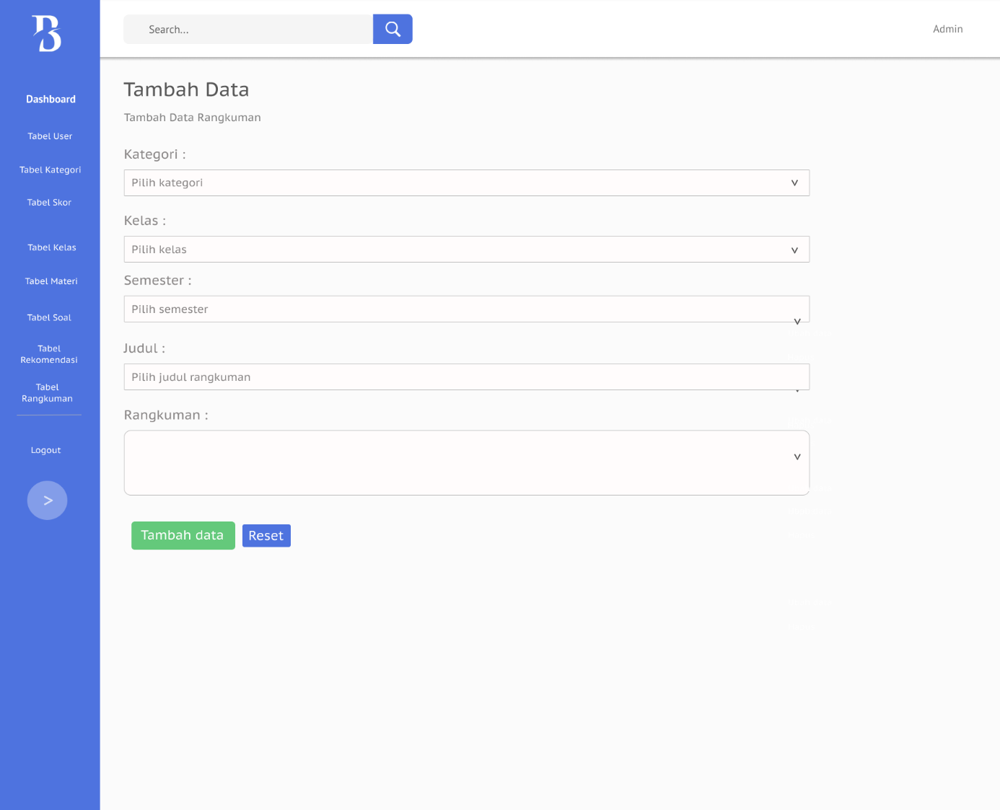 B
Search...
Admin
Dashboard
Tabel User
Tabel Kategori
Tabel Skor
Tabel Kelas
Tabel Materi
Tabel Soal
Tabel
Rekomendasi
Tabel
Rangkuman
Logout
>
Tambah Data
Tambah Data Rangkuman
Kategori :
Pilih kategori
Kelas :
Pilih kelas
Semester :
Pilih semester
Judul :
Pilih judul rangkuman
Rangkuman :
Tambah data
Reset